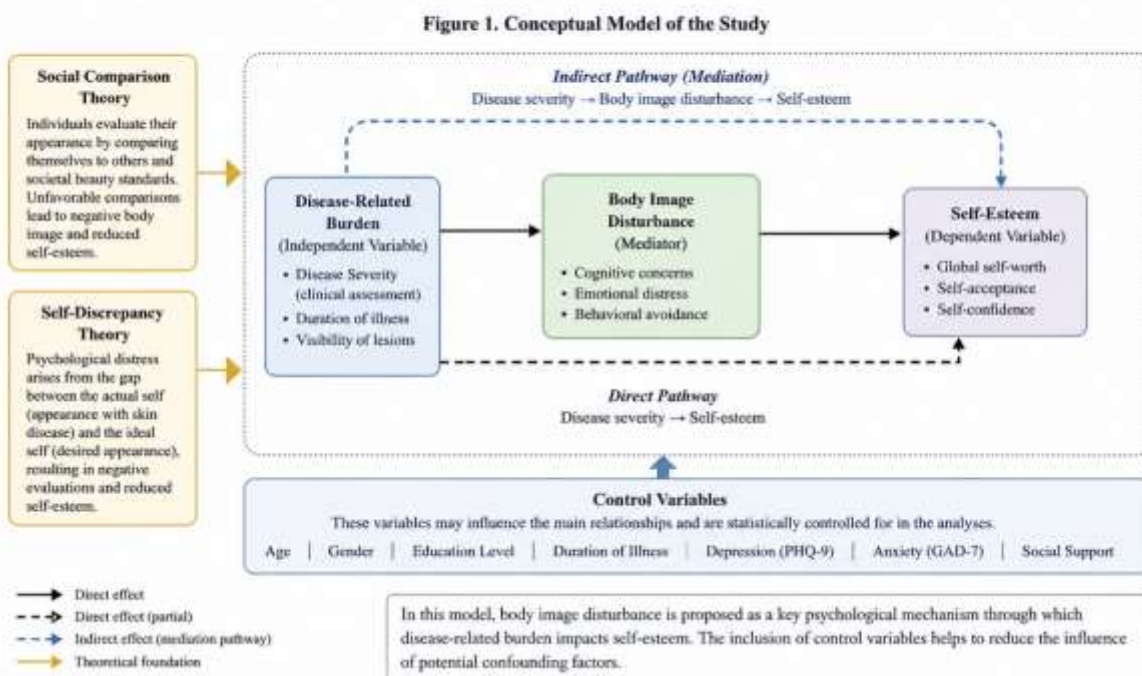 Figure 1. Conceptual Model of the Study
Social Comparison
Theory
Individuals evaluate their
appearance by comparing
themselves to others and
societal beauty standards.
Unfavorable comparisons
lead to negative body
image and reduced
self-esteem.
Self-Discrepancy
Theory
Psychological distress
arises from the gap
between the actual self
(appearance with skin
disease) and the ideal
self (desired appearance),
resulting in negative
evaluations and reduced
self-esteem.
Indirect Pathway (Mediation)
Disease severity → Body image disturbance → Self-esteem
Disease-Related
Burden
(Independent Variable)
• Disease Severity
(clinical assessment)
• Duration of illness
• Visibility of lesions
Body Image
Disturbance
(Mediator)
• Cognitive concerns
• Emotional distress
• Behavioral avoidance
Self-Esteem
(Dependent Variable)
• Global self-worth
• Self-acceptance
• Self-confidence
Direct Pathway
Disease severity → Self-esteem
Control Variables
These variables may influence the main relationships and are statistically controlled for in the analyses.
Age | Gender | Education Level | Duration of Illness | Depression (PHQ-9) | Anxiety (GAD-7) | Social Support
Direct effect
Direct effect (partial)
Indirect effect (mediation pathway)
Theoretical foundation
In this model, body image disturbance is proposed as a key psychological mechanism through which
disease-related burden impacts self-esteem. The inclusion of control variables helps to reduce the influence
of potential confounding factors.